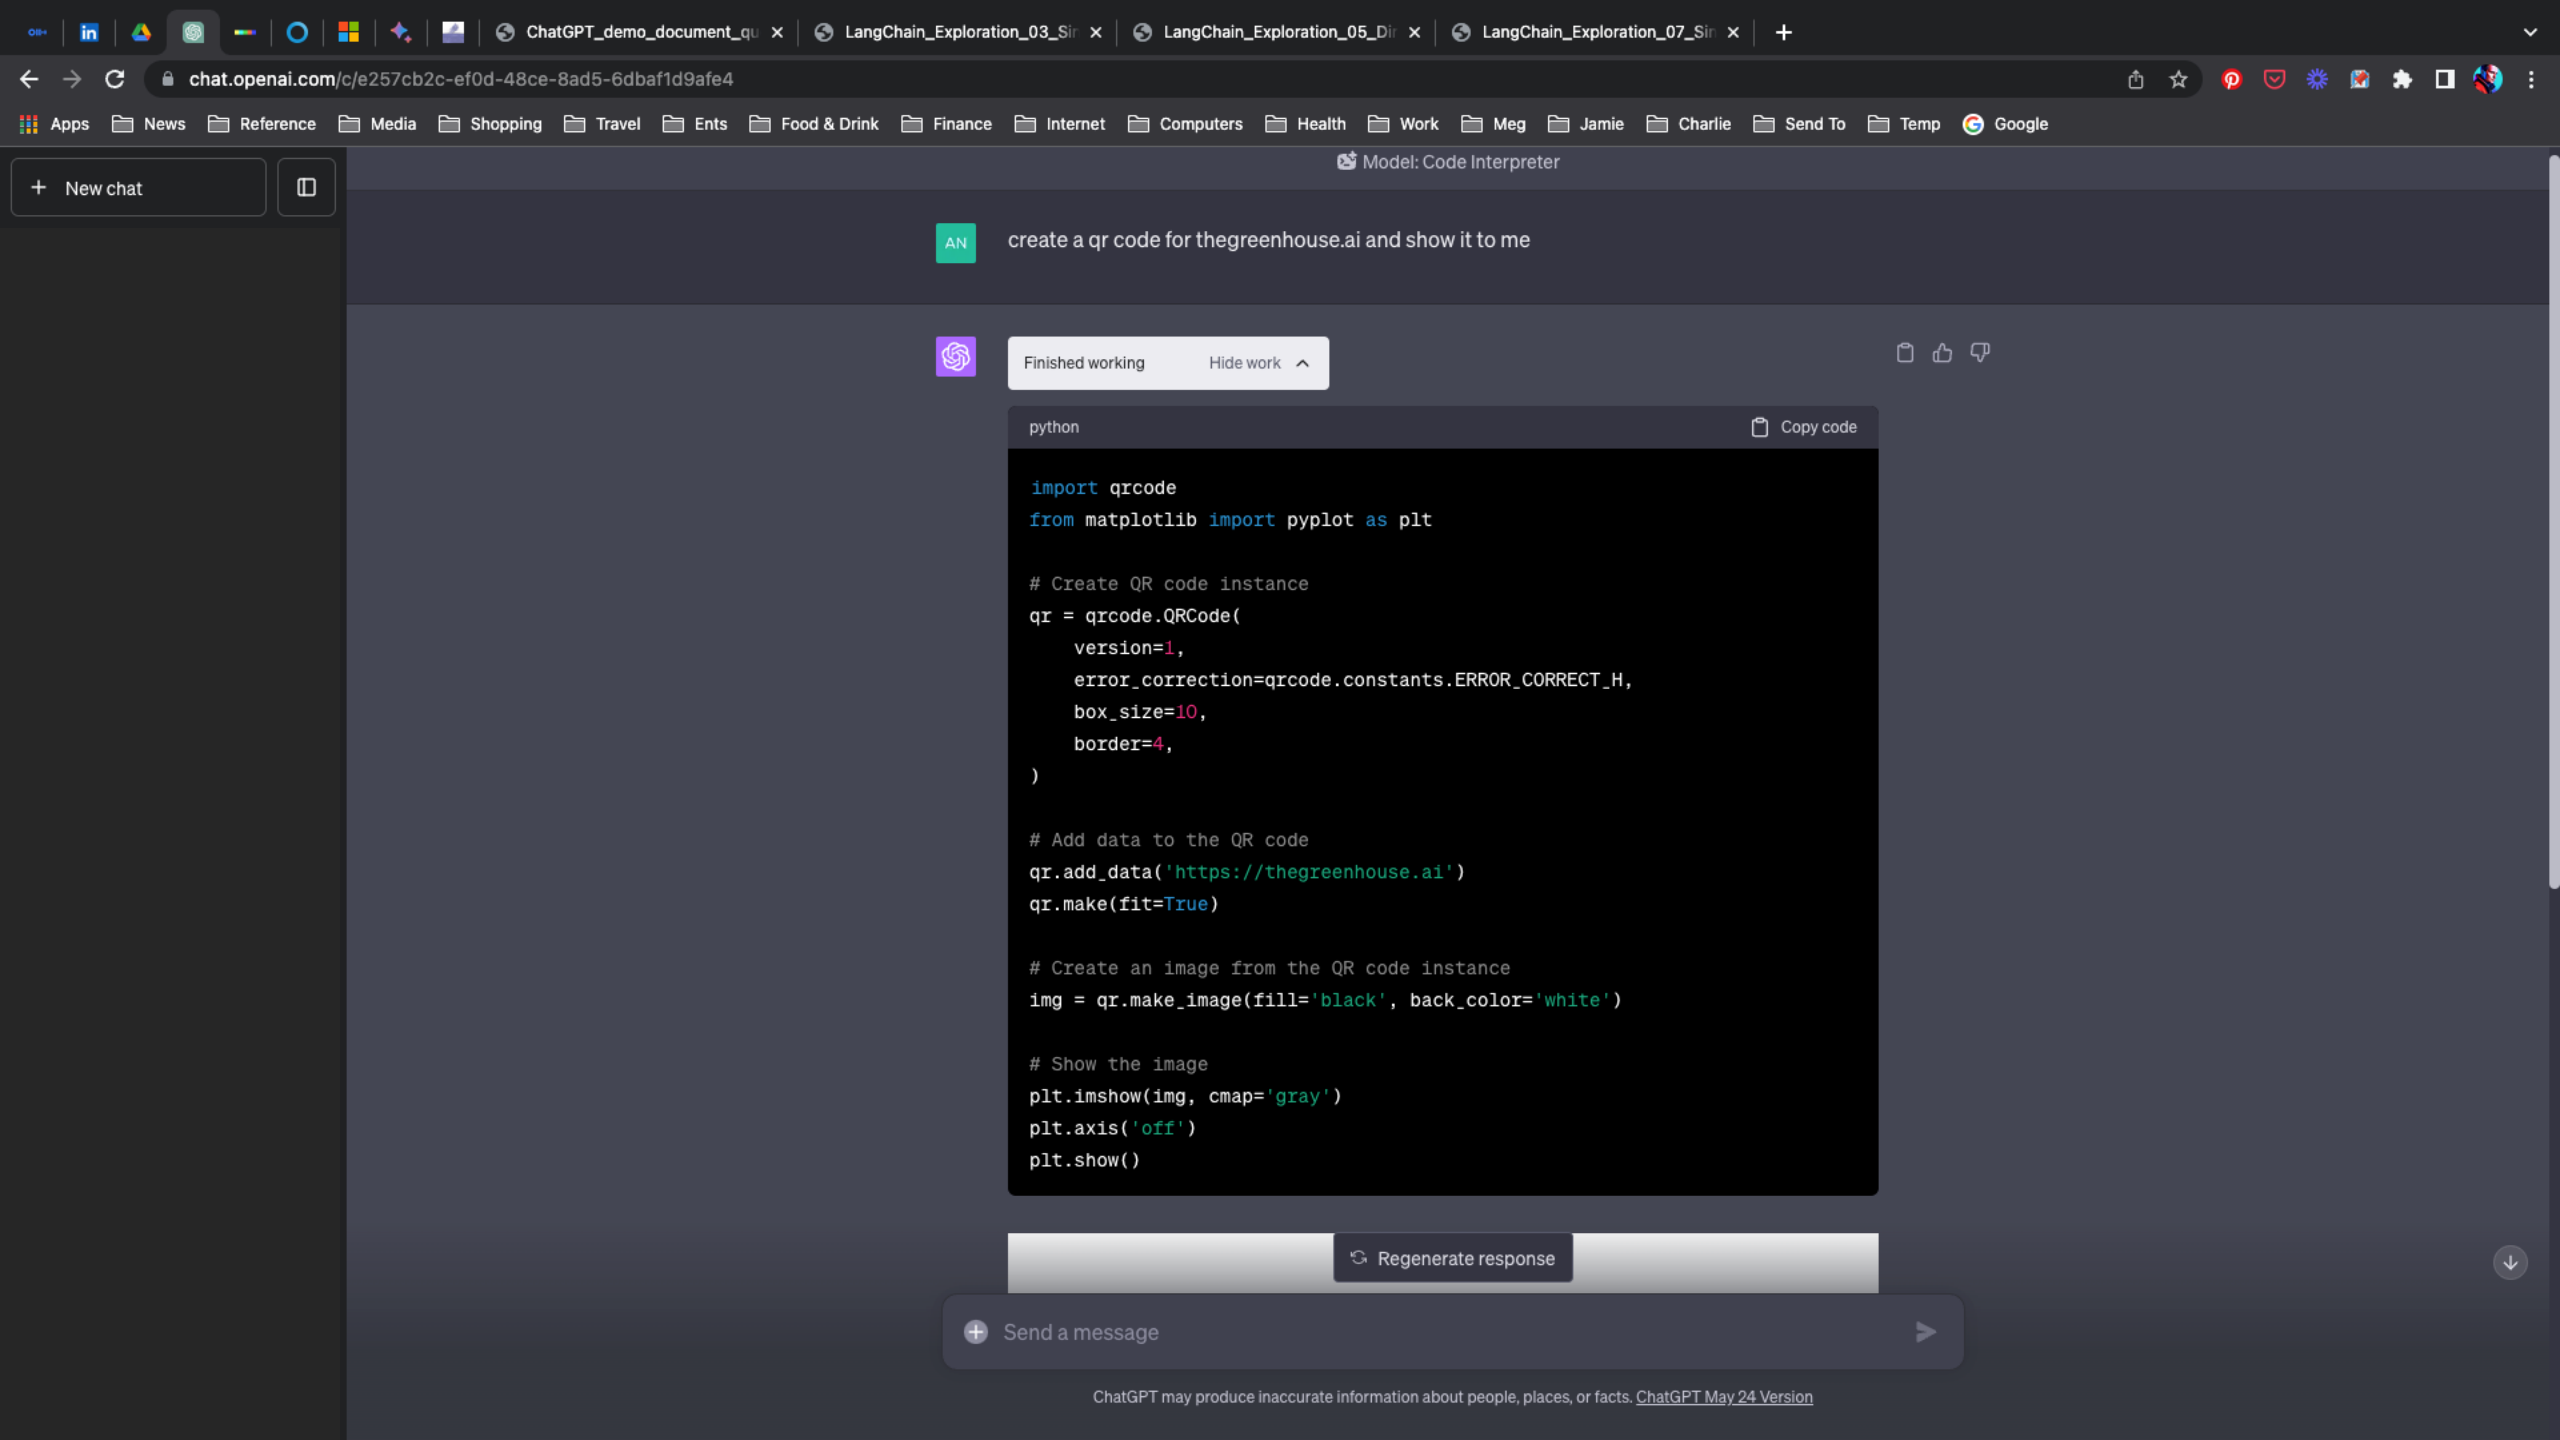 ChatGPT_demo_document_qu
LangChain_Exploration_03_Sin
LangChain_Exploration_05_Dir
LangChain_Exploration_07_Sin
chat.openai.com/c/e257cb2c-ef0d-48ce-8ad5-6dbaf1d9afe4
Apps News Reference Media Shopping Travel Ents Food & Drink Finance Internet Computers Health Work Meg Jamie Charlie Send To Temp Google
New chat
Model: Code Interpreter
AN
create a qr code for thegreenhouse.ai and show it to me
Finished working Hide work
python Copy code
import qrcode
from matplotlib import pyplot as plt
# Create QR code instance
qr = qrcode.QRCode(
    version=1,
    error_correction=qrcode.constants.ERROR_CORRECT_H,
    box_size=10,
    border=4,
)
# Add data to the QR code
qr.add_data('https://thegreenhouse.ai')
qr.make(fit=True)
# Create an image from the QR code instance
img = qr.make_image(fill='black', back_color='white')
# Show the image
plt.imshow(img, cmap='gray')
plt.axis('off')
plt.show()
Regenerate response
Send a message
ChatGPT may produce inaccurate information about people, places, or facts. ChatGPT May 24 Version